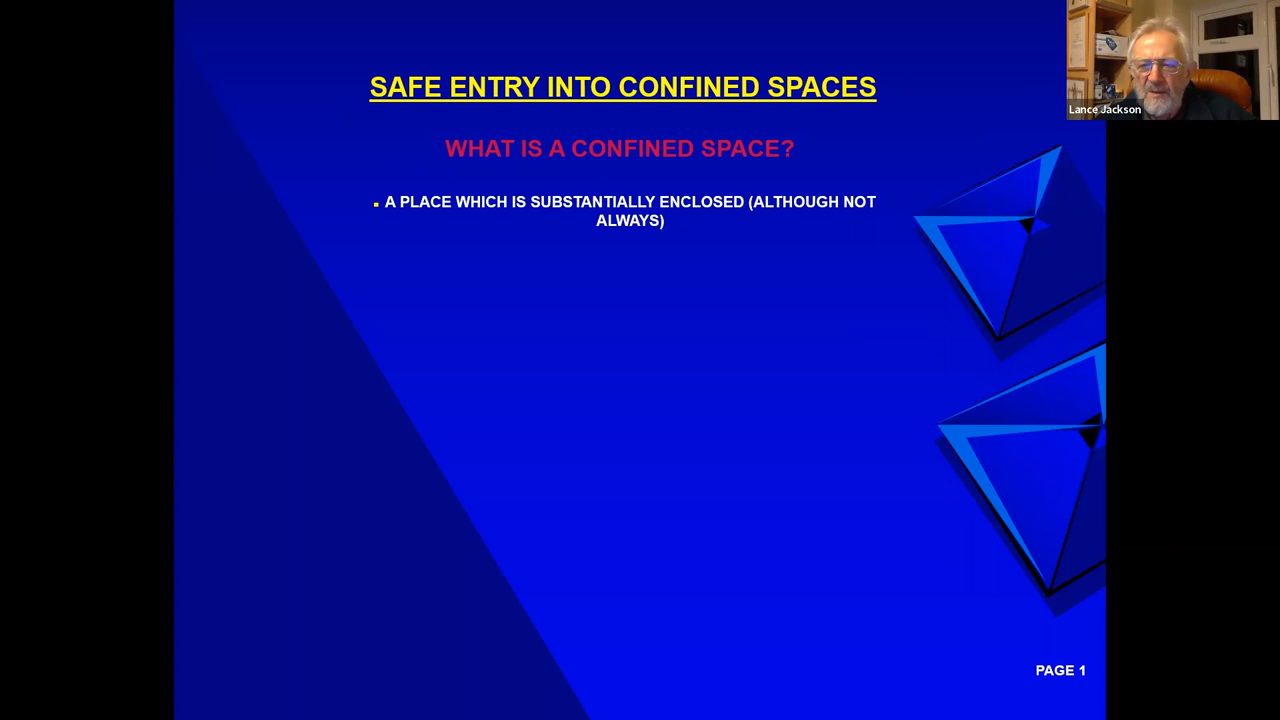 SAFE ENTRY INTO CONFINED SPACES
Lance Jackson
WHAT IS A CONFINED SPACE?
▪ A PLACE WHICH IS SUBSTANTIALLY ENCLOSED (ALTHOUGH NOT
ALWAYS)
PAGE 1